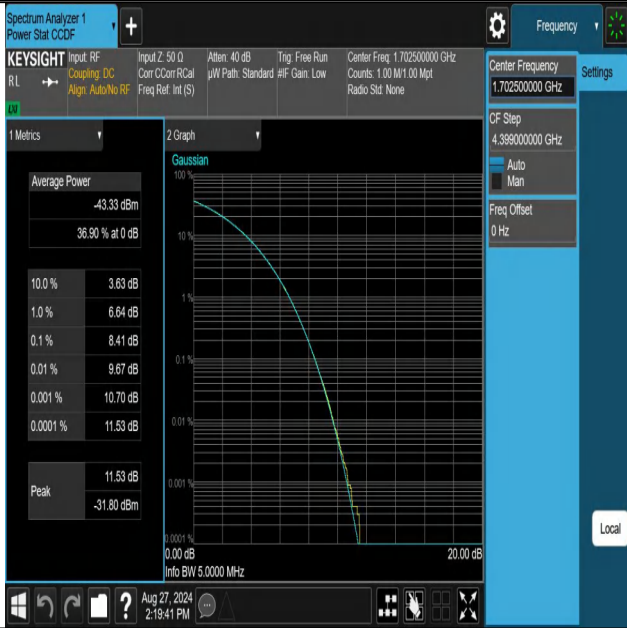 Spectrum Analyzer 1
Power Stat CCDF
+
Frequency
KEYSIGHT
RL
LXI
Input: RF
Coupling: DC
Align: Auto/No RF
Input Z: 50 Ω
Corr CCorr RCal
Freq Ref: Int (S)
Atten: 40 dB
µW Path: Standard
#IF Gain: Low
Trig: Free Run
Center Freq: 1.702500000 GHz
Counts: 1.00 M/1.00 Mpt
Radio Std: None
Center Frequency
1.702500000 GHz
Settings
CF Step
4.399000000 GHz
Auto
Man
Freq Offset
0 Hz
Local
1 Metrics
Average Power
-43.33 dBm
36.90 % at 0 dB
10.0 % 3.63 dB
1.0 % 6.64 dB
0.1 % 8.41 dB
0.01 % 9.67 dB
0.001 % 10.70 dB
0.0001 % 11.53 dB
Peak
11.53 dB
-31.80 dBm
2 Graph
Gaussian
100 %
10 %
1 %
0.1 %
0.01 %
0.001 %
0.0001 %
0.00 dB
20.00 dB
Info BW 5.0000 MHz
?
Aug 27, 2024
2:19:41 PM